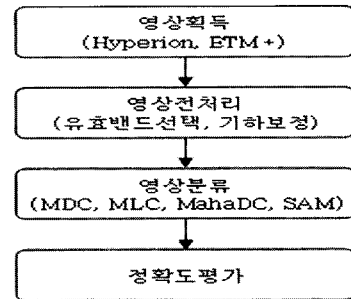 영상획득
(Hyperion, ETM+)
영상전처리
(유효밴드선택, 기하보정)
영상분류
(MDC, MLC, MahaDC, SAM)
정확도평가